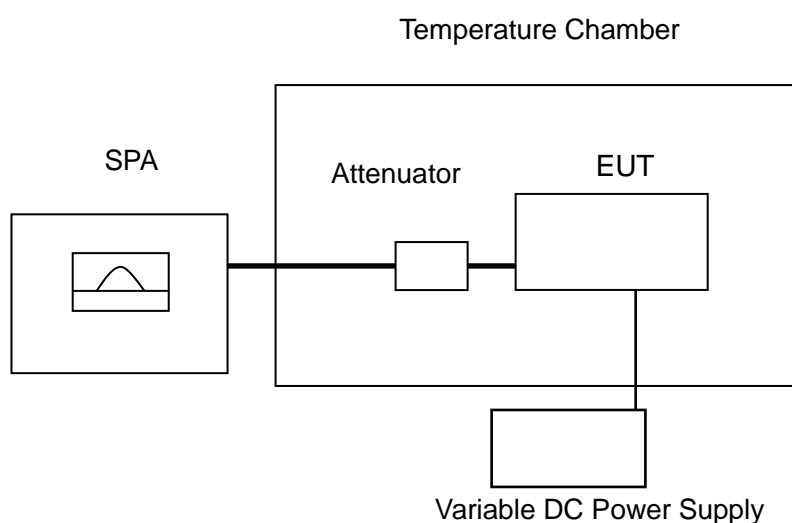 Temperature Chamber
SPA
Attenuator
EUT
Variable DC Power Supply